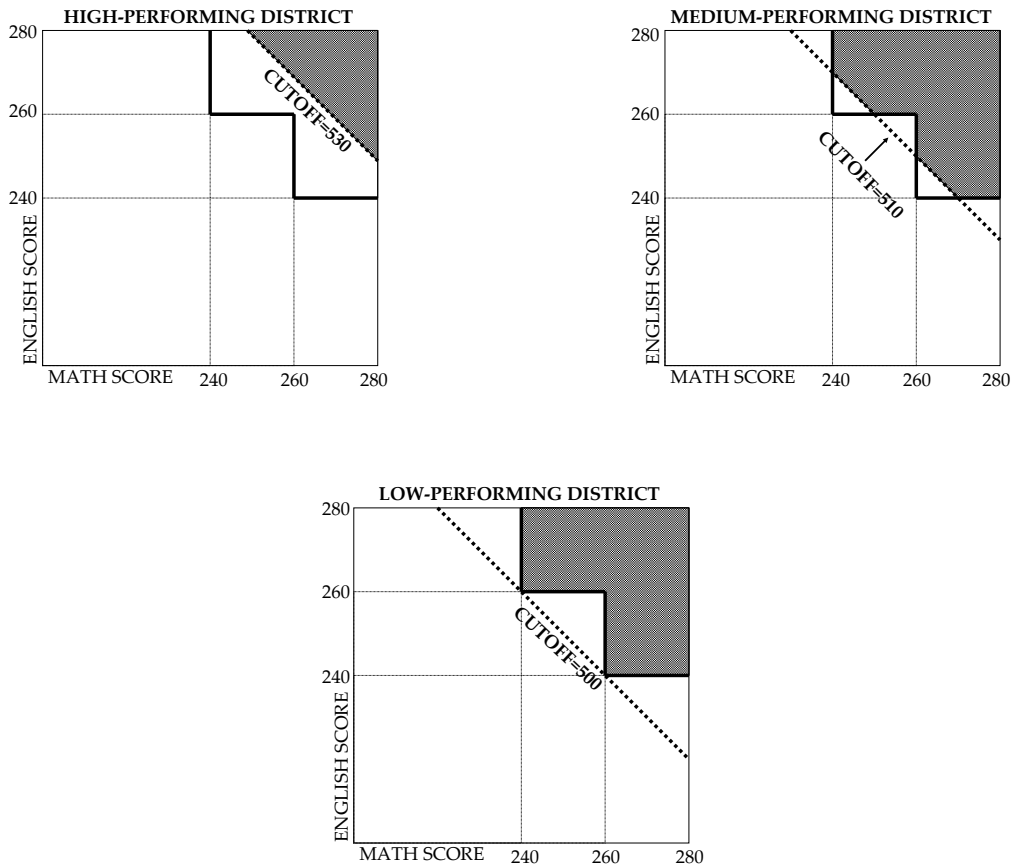 HIGH-PERFORMING DISTRICT
280
260
240
ENGLISH SCORE
CUTOFF=530
MATH SCORE
240
260
280
MEDIUM-PERFORMING DISTRICT
280
260
240
ENGLISH SCORE
CUTOFF=510
MATH SCORE
240
260
280
LOW-PERFORMING DISTRICT
280
260
240
ENGLISH SCORE
CUTOFF=500
MATH SCORE
240
260
280